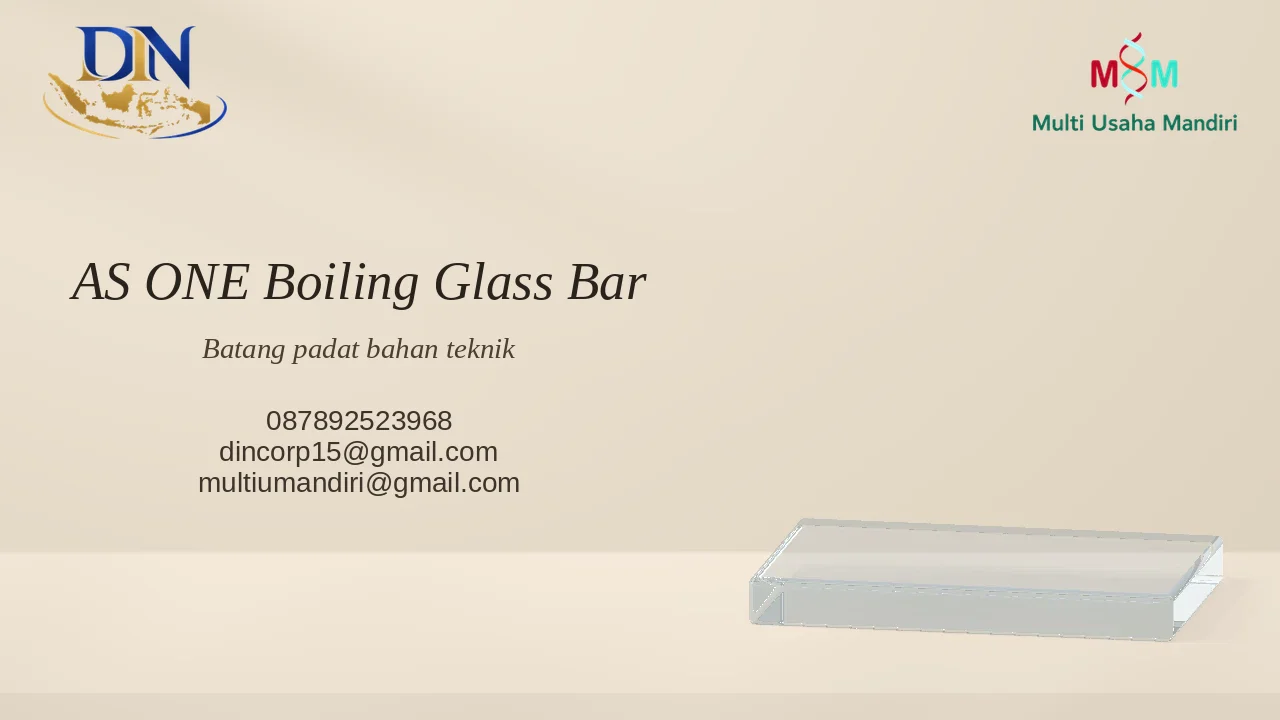 DN
M M
Multi Usaha Mandiri
AS ONE Boiling Glass Bar
Batang padat bahan teknik
087892523968
dincorp15@gmail.com
multiumandiri@gmail.com